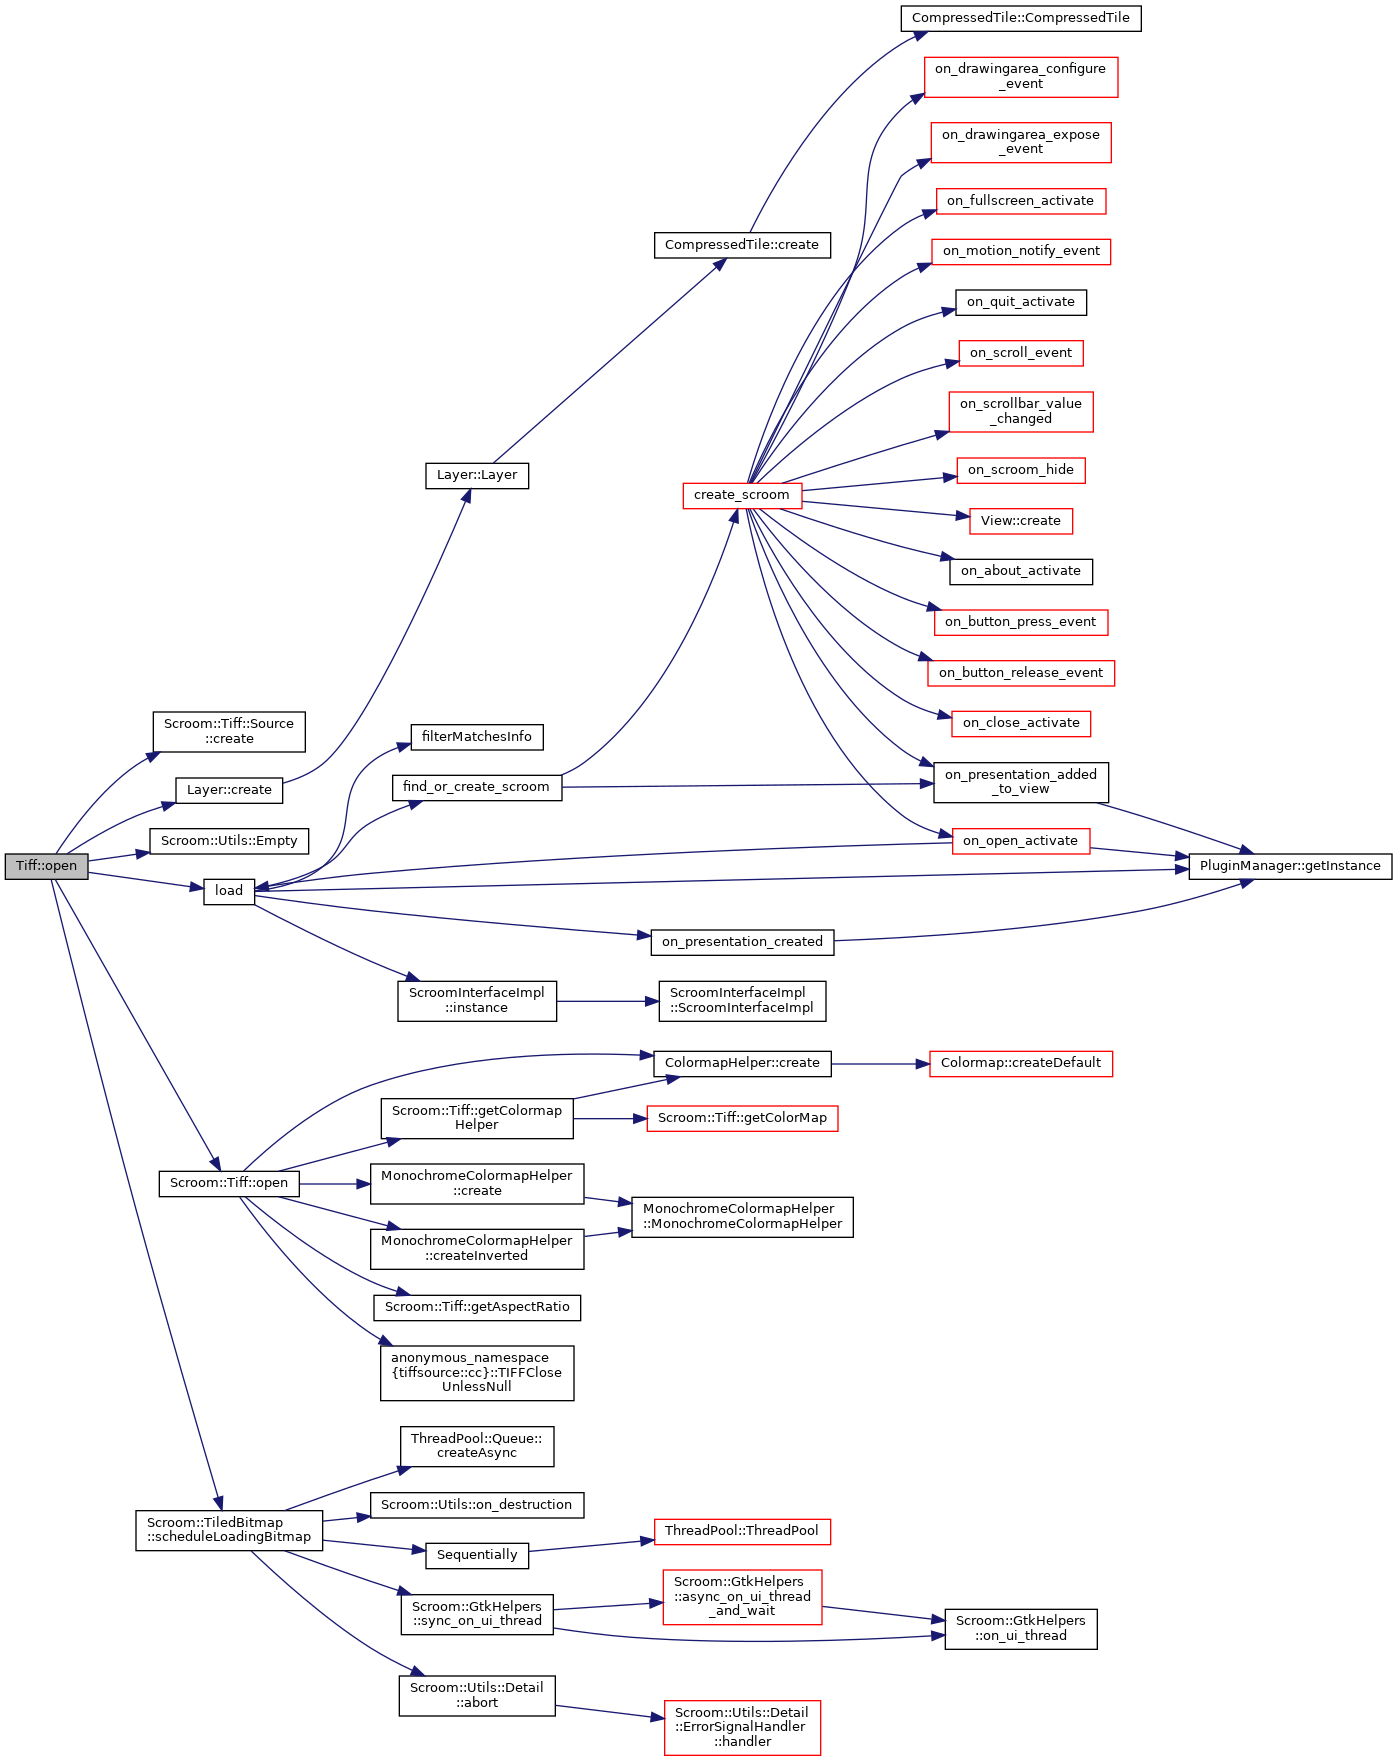 CompressedTile::CompressedTile
on_drawingarea_configure
_event
on_drawingarea_expose
_event
on_fullscreen_activate
CompressedTile::create
on_motion_notify_event
on_quit_activate
on_scroll_event
on_scrollbar_value
_changed
Layer::Layer
on_scroom_hide
create_scroom
View::create
on_about_activate
on_button_press_event
on_button_release_event
Scroom::Tiff::Source
::create
on_close_activate
filterMatchesInfo
on_presentation_added
_to_view
Layer::create
find_or_create_scroom
Scroom::Utils::Empty
on_open_activate
Tiff::open
PluginManager::getInstance
load
on_presentation_created
ScroomInterfaceImpl
::instance
ScroomInterfaceImpl
::ScroomInterfaceImpl
ColormapHelper::create
Colormap::createDefault
Scroom::Tiff::getColormap
Helper
Scroom::Tiff::getColorMap
Scroom::Tiff::open
MonochromeColormapHelper
::create
MonochromeColormapHelper
::MonochromeColormapHelper
MonochromeColormapHelper
::createInverted
Scroom::Tiff::getAspectRatio
anonymous_namespace
{tiffsource::cc}::TIFFClose
UnlessNull
ThreadPool::Queue::
createAsync
Scroom::Utils::on_destruction
Scroom::TiledBitmap
::scheduleLoadingBitmap
ThreadPool::ThreadPool
Sequentially
Scroom::GtkHelpers
::async_on_ui_thread
_and_wait
Scroom::GtkHelpers
::sync_on_ui_thread
Scroom::GtkHelpers
::on_ui_thread
Scroom::Utils::Detail
::abort
Scroom::Utils::Detail
::ErrorSignalHandler
::handler